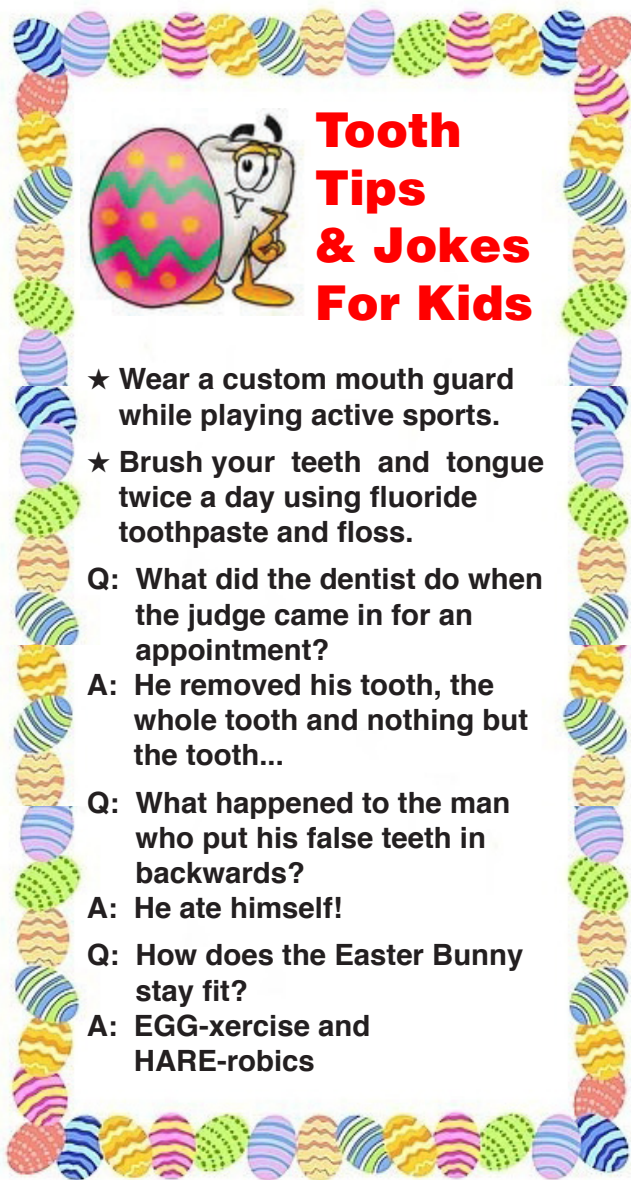 Tooth
Tips
& Jokes
For Kids
★ Wear a custom mouth guard
while playing active sports.
★ Brush your teeth and tongue
twice a day using fluoride
toothpaste and floss.
Q: What did the dentist do when
the judge came in for an
appointment?
A: He removed his tooth, the
whole tooth and nothing but
the tooth...
Q: What happened to the man
who put his false teeth in
backwards?
A: He ate himself!
Q: How does the Easter Bunny
stay fit?
A: EGG-xercise and
HARE-robics